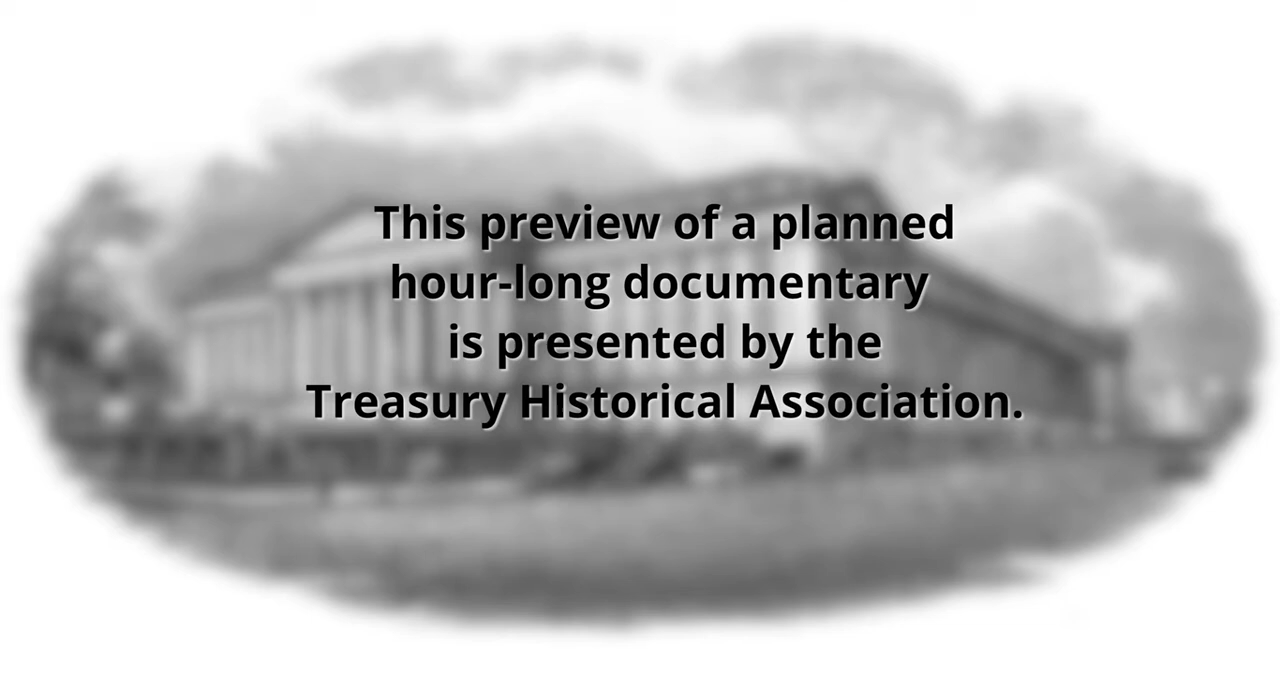 This preview of a planned
hour-long documentary
is presented by the
Treasury Historical Association.